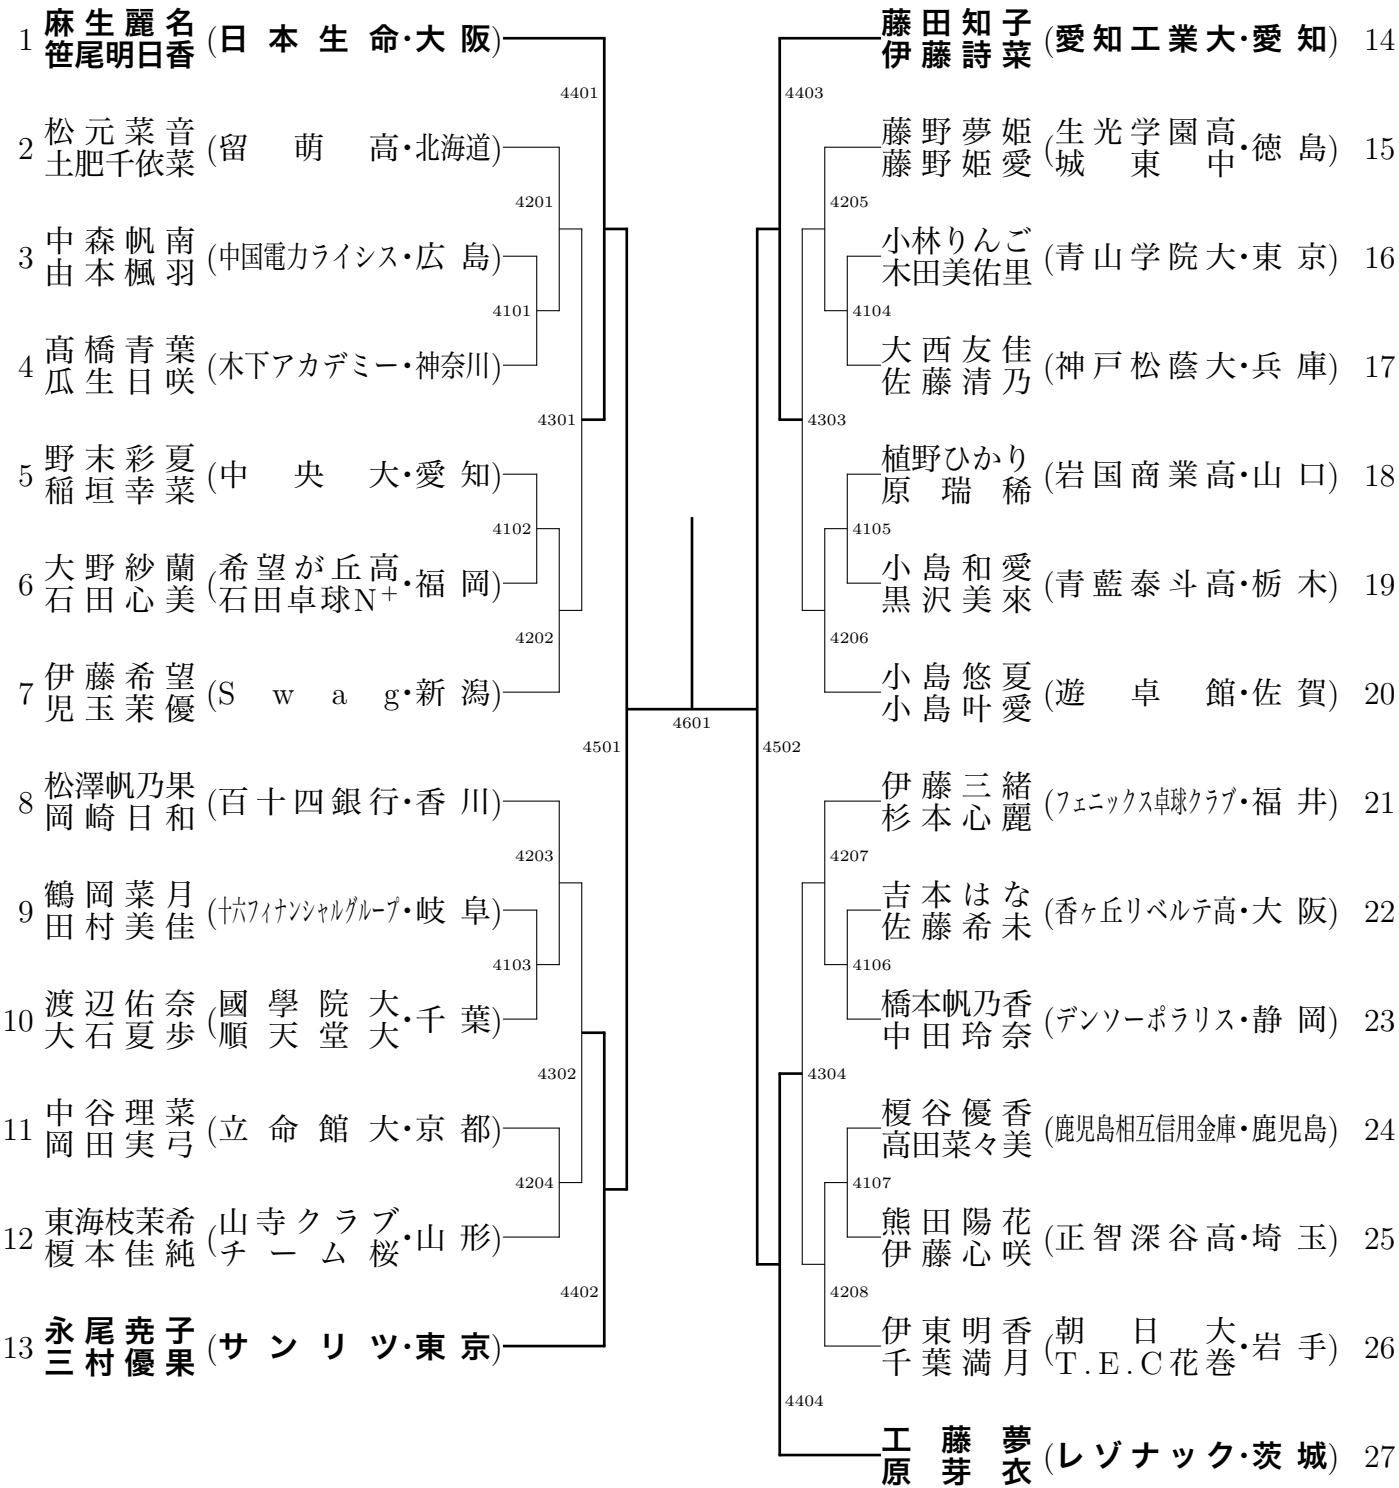 1 麻生麗名 笹尾明日香 (日本生命・大阪)
4401
2 松元菜音 土肥千依菜 (留萌高・北海道)
4201
3 中森帆南 由本楓羽 (中国電力ライシス・広島)
4101
4 髙橋青葉 瓜生日咲 (木下アカデミー・神奈川)
4301
5 野末彩夏 稲垣幸菜 (中央大・愛知)
4102
6 大野紗蘭 石田心美 (希望が丘高 石田卓球N+・福岡)
4202
7 伊藤希望 児玉茉優 (Swag・新潟)
4501
8 松澤帆乃果 岡崎日和 (百十四銀行・香川)
4203
9 鶴岡菜月 田村美佳 (十六フィナンシャルグループ・岐阜)
4103
10 渡辺佑奈 大石夏歩 (國學院大 順天堂大・千葉)
4302
11 中谷理菜 岡田実弓 (立命館大・京都)
4204
12 東海枝茉希 榎本佳純 (山寺クラブ チーム桜・山形)
4402
13 永尾尭子 三村優果 (サンリツ・東京)
4601
藤田知子 伊藤詩菜 (愛知工業大・愛知) 14
4403
藤野夢姫 藤野姫愛 (生光学園高 城東中・徳島) 15
4205
小林りんご 木田美佑里 (青山学院大・東京) 16
4104
大西友佳 佐藤清乃 (神戸松蔭大・兵庫) 17
4303
植野ひかり 原瑞稀 (岩国商業高・山口) 18
4105
小島和愛 黒沢美來 (青藍泰斗高・栃木) 19
4206
小島悠夏 小島叶愛 (遊卓館・佐賀) 20
4502
伊藤三緒 杉本心麗 (フェニックス卓球クラブ・福井) 21
4207
吉本はな 佐藤希未 (香ヶ丘リベルテ高・大阪) 22
4106
橋本帆乃香 中田玲奈 (デンソーポラリス・静岡) 23
4304
榎谷優香 高田菜々美 (鹿児島相互信用金庫・鹿児島) 24
4107
熊田陽花 伊藤心咲 (正智深谷高・埼玉) 25
4208
伊東明香 千葉満月 (朝日大 T.E.C花巻・岩手) 26
4404
工藤夢 原芽衣 (レゾナック・茨城) 27